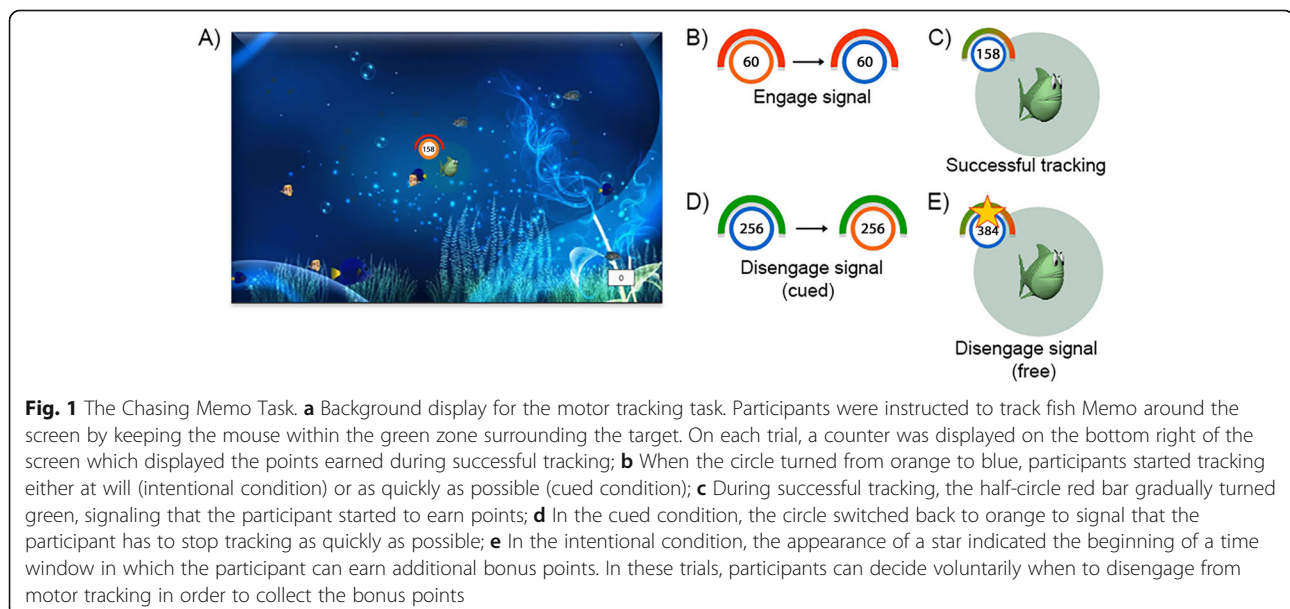 A)
158
0
B)
60 60
Engage signal
C)
158
Successful tracking
D)
256 256
Disengage signal
(cued)
E)
384
Disengage signal
(free)
Fig. 1 The Chasing Memo Task. a Background display for the motor tracking task. Participants were instructed to track fish Memo around the
screen by keeping the mouse within the green zone surrounding the target. On each trial, a counter was displayed on the bottom right of the
screen which displayed the points earned during successful tracking; b When the circle turned from orange to blue, participants started tracking
either at will (intentional condition) or as quickly as possible (cued condition); c During successful tracking, the half-circle red bar gradually turned
green, signaling that the participant started to earn points; d In the cued condition, the circle switched back to orange to signal that the
participant has to stop tracking as quickly as possible; e In the intentional condition, the appearance of a star indicated the beginning of a time
window in which the participant can earn additional bonus points. In these trials, participants can decide voluntarily when to disengage from
motor tracking in order to collect the bonus points